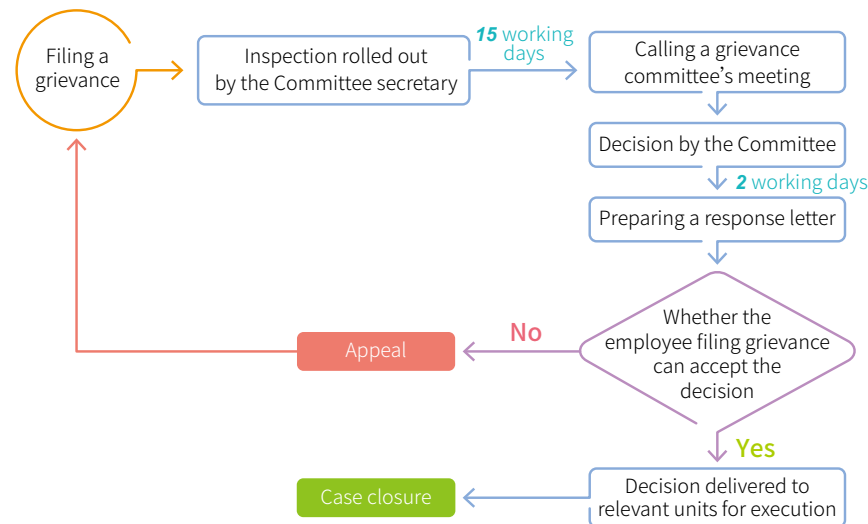 Filing a
grievance
Inspection rolled out
by the Committee secretary
15 working
days
Calling a grievance
committee's meeting
Decision by the Committee
2 working days
Preparing a response letter
Whether the
employee filing grievance
can accept the
decision
No
Appeal
Yes
Decision delivered to
relevant units for execution
Case closure